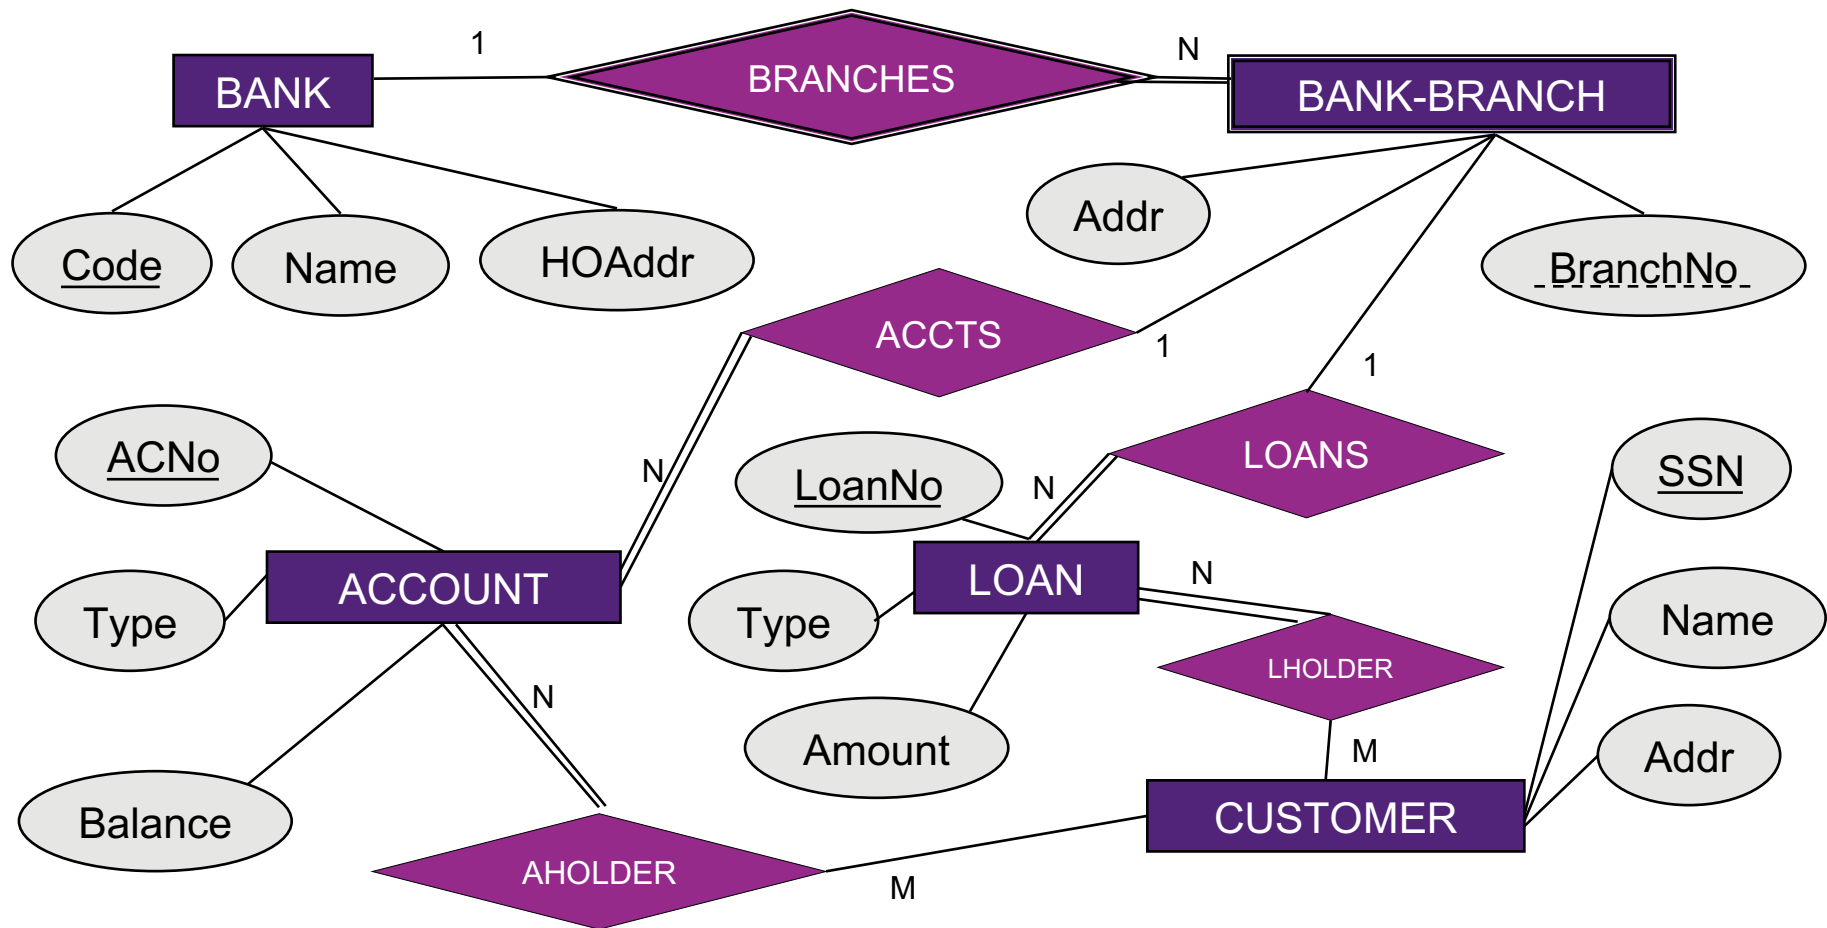 1
N
BANK
BRANCHES
BANK-BRANCH
Code
Name
HOAddr
Addr
BranchNo
ACCTS
1
1
ACNo
N
LoanNo
N
LOANS
SSN
ACCOUNT
LOAN
N
Type
Type
Name
LHOLDER
N
Amount
M
Addr
Balance
CUSTOMER
AHOLDER
M